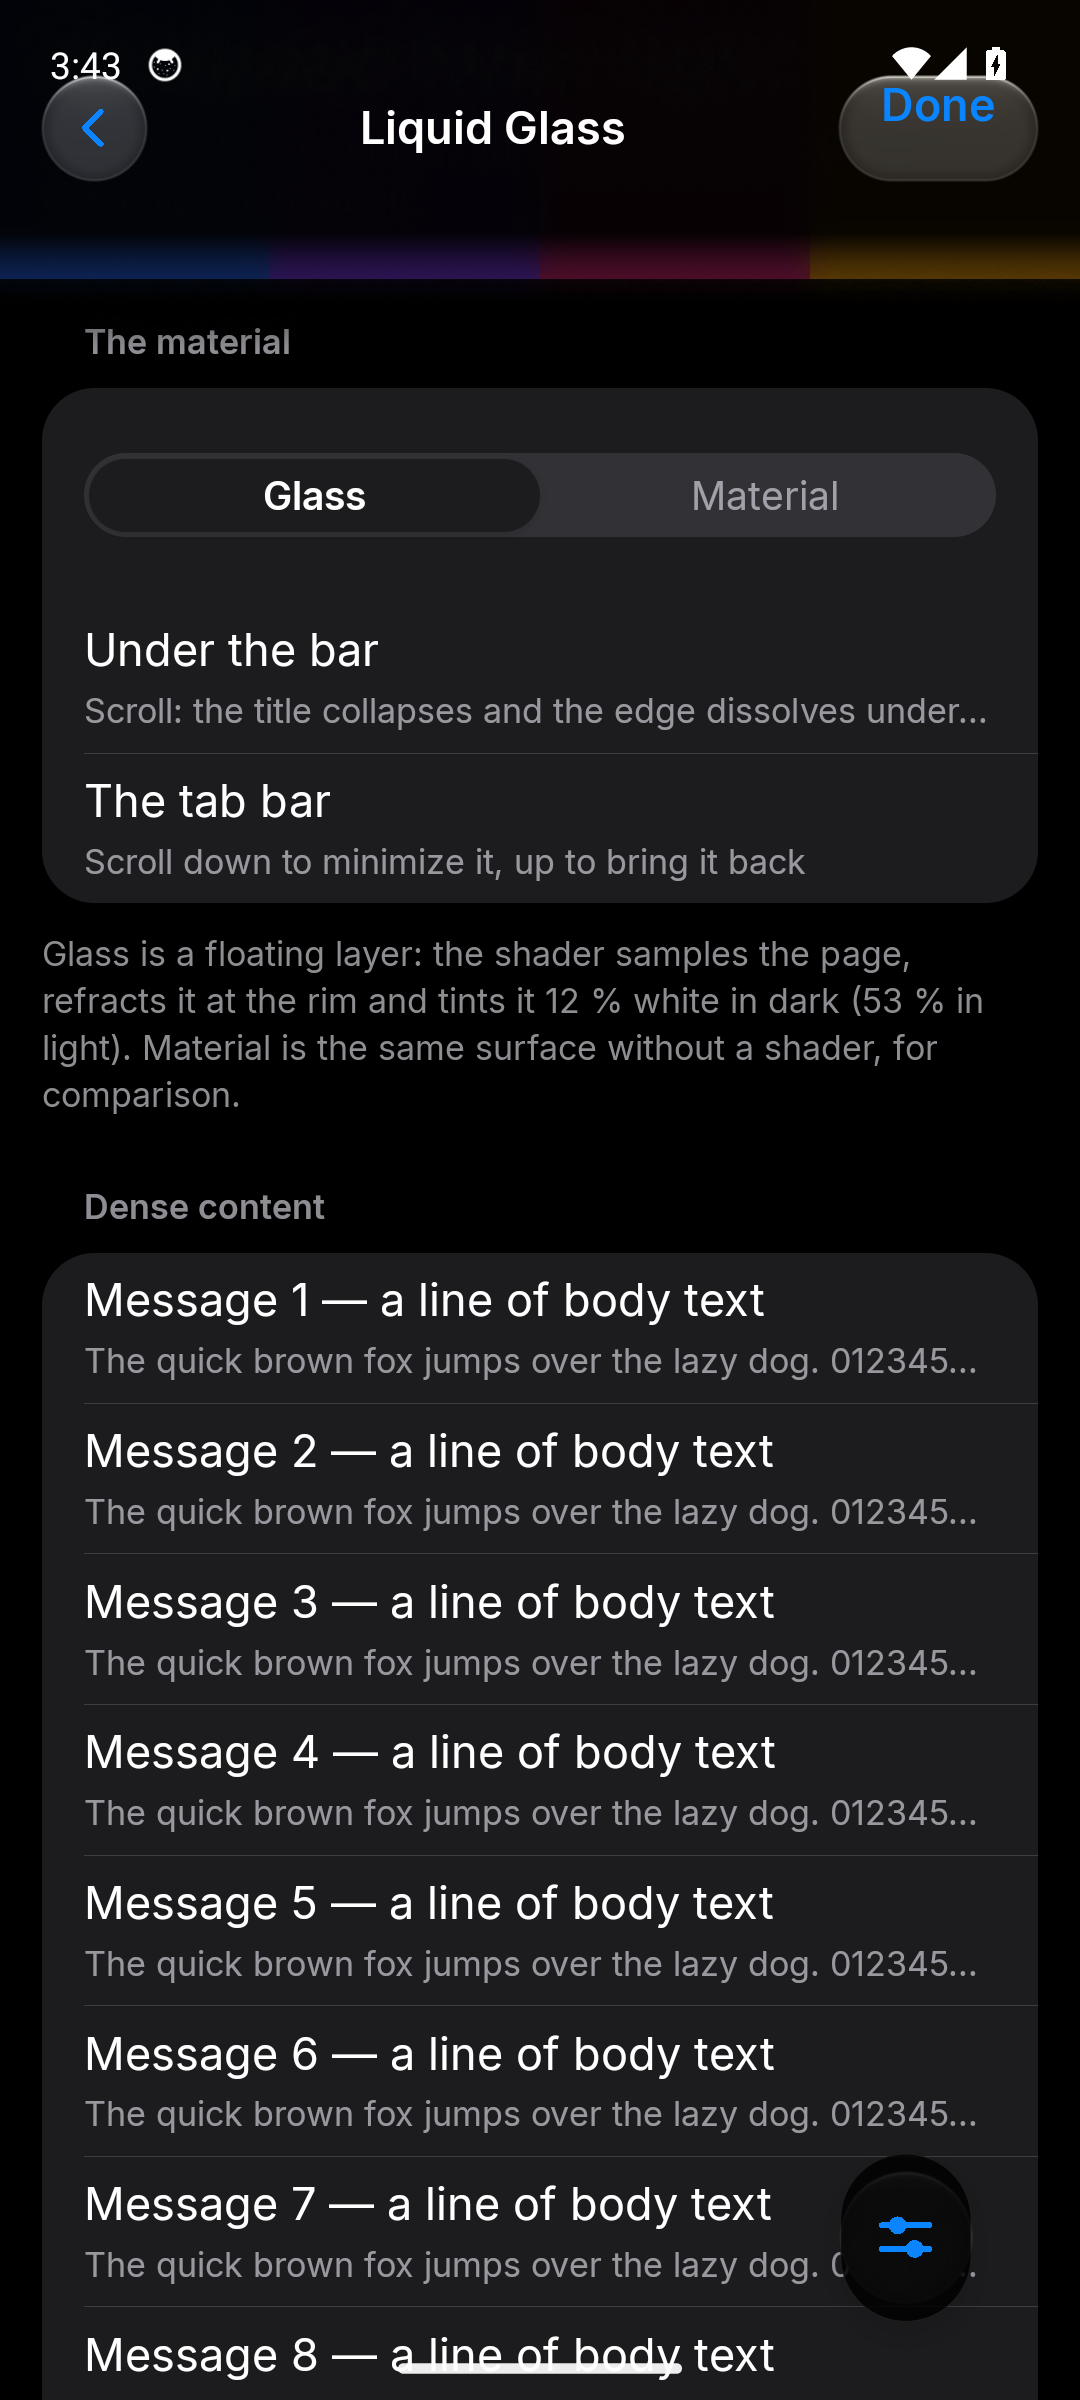 3:43
Liquid Glass
Done
The material
Glass
Material
Under the bar
Scroll: the title collapses and the edge dissolves under...
The tab bar
Scroll down to minimize it, up to bring it back
Glass is a floating layer: the shader samples the page,
refracts it at the rim and tints it 12 % white in dark (53 % in
light). Material is the same surface without a shader, for
comparison.
Dense content
Message 1 — a line of body text
The quick brown fox jumps over the lazy dog. 012345...
Message 2 — a line of body text
The quick brown fox jumps over the lazy dog. 012345...
Message 3 — a line of body text
The quick brown fox jumps over the lazy dog. 012345...
Message 4 — a line of body text
The quick brown fox jumps over the lazy dog. 012345...
Message 5 — a line of body text
The quick brown fox jumps over the lazy dog. 012345...
Message 6 — a line of body text
The quick brown fox jumps over the lazy dog. 012345...
Message 7 — a line of body text
The quick brown fox jumps over the lazy dog.
Message 8 — a line of body text